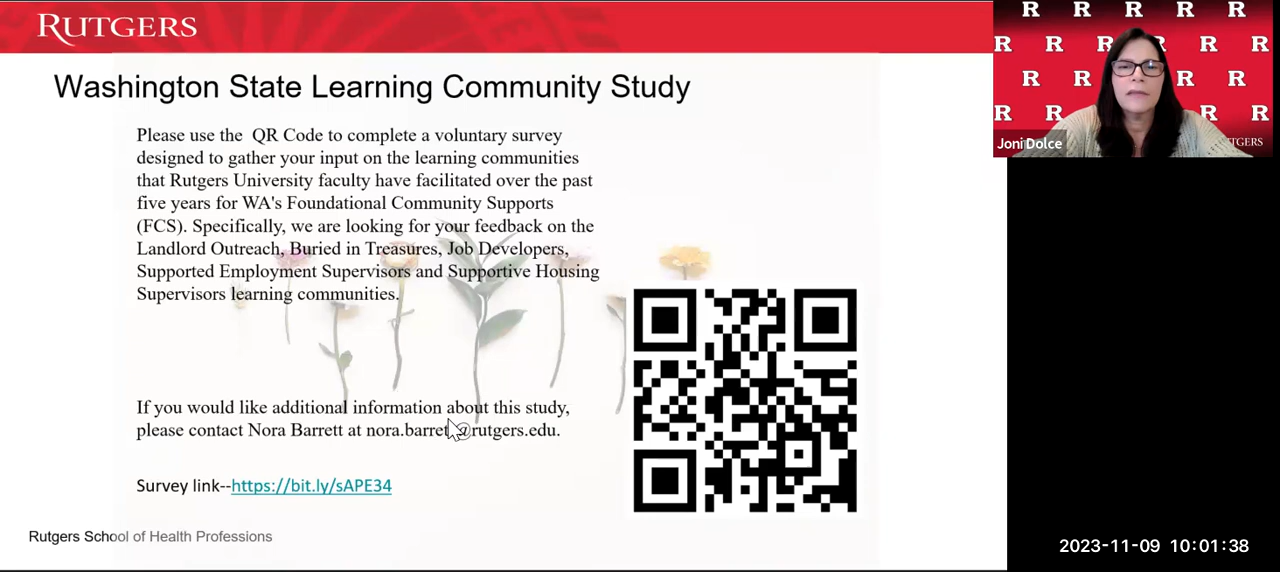 RUTGERS
Washington State Learning Community Study
Please use the QR Code to complete a voluntary survey
designed to gather your input on the learning communities
that Rutgers University faculty have facilitated over the past
five years for WA's Foundational Community Supports
(FCS). Specifically, we are looking for your feedback on the
Landlord Outreach, Buried in Treasures, Job Developers,
Supported Employment Supervisors and Supportive Housing
Supervisors learning communities.
If you would like additional information about this study,
please contact Nora Barrett at nora.barrett@rutgers.edu.
Survey link--https://bit.ly/sAPE34
Rutgers School of Health Professions
R R R R R
R R R R R
R R R R
R R R R
Joni Dolce
TGERS
2023-11-09 10:01:38